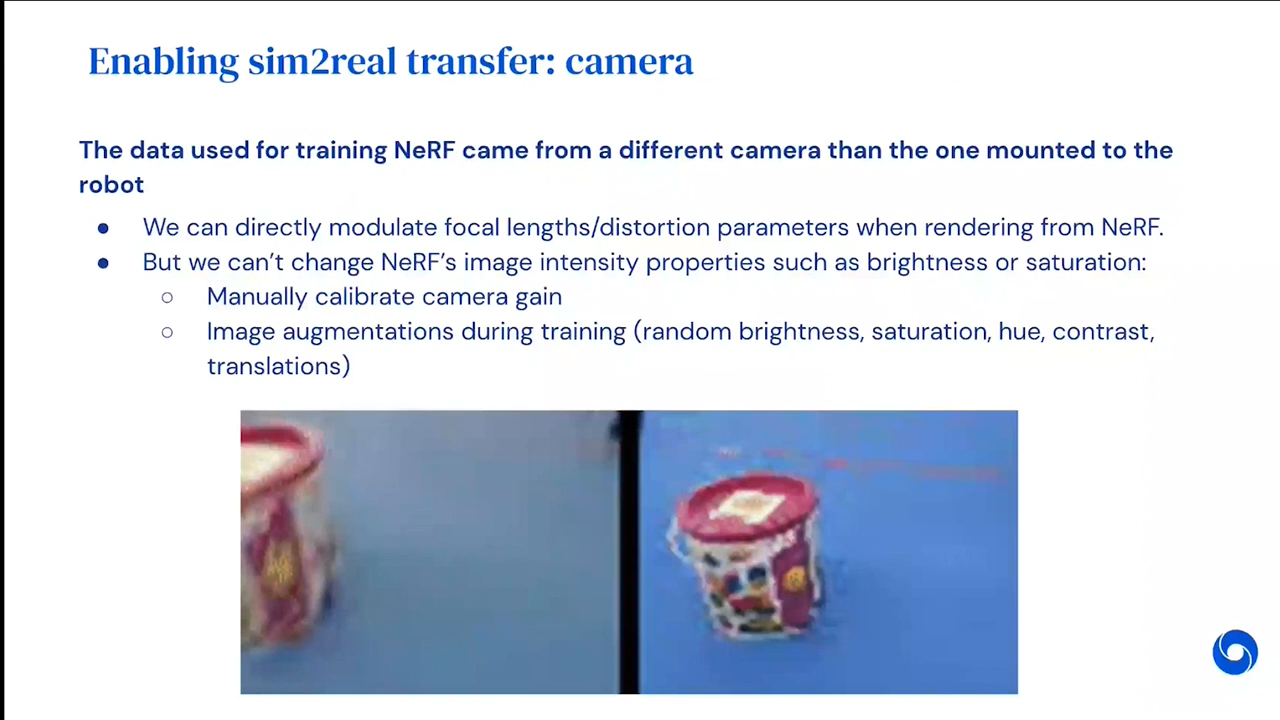 Enabling sim2real transfer: camera
The data used for training NeRF came from a different camera than the one mounted to the
robot
● We can directly modulate focal lengths/distortion parameters when rendering from NeRF.
● But we can’t change NeRF’s image intensity properties such as brightness or saturation:
○ Manually calibrate camera gain
○ Image augmentations during training (random brightness, saturation, hue, contrast,
translations)